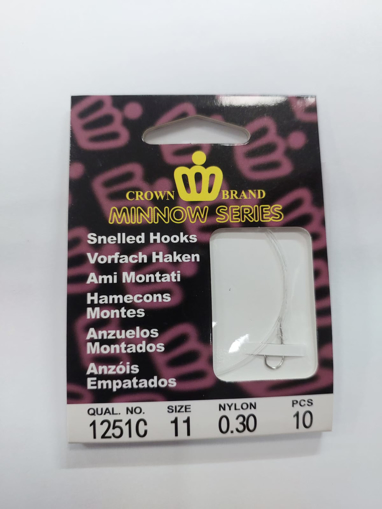 CROWN BRAND
MINNOW SERIES
Snelled Hooks
Vorfach Haken
Ami Montati
Hamecons
Montes
Anzuelos
Montados
Anzóis
Empatados
QUAL. NO. SIZE NYLON PCS
1251C 11 0.30 10